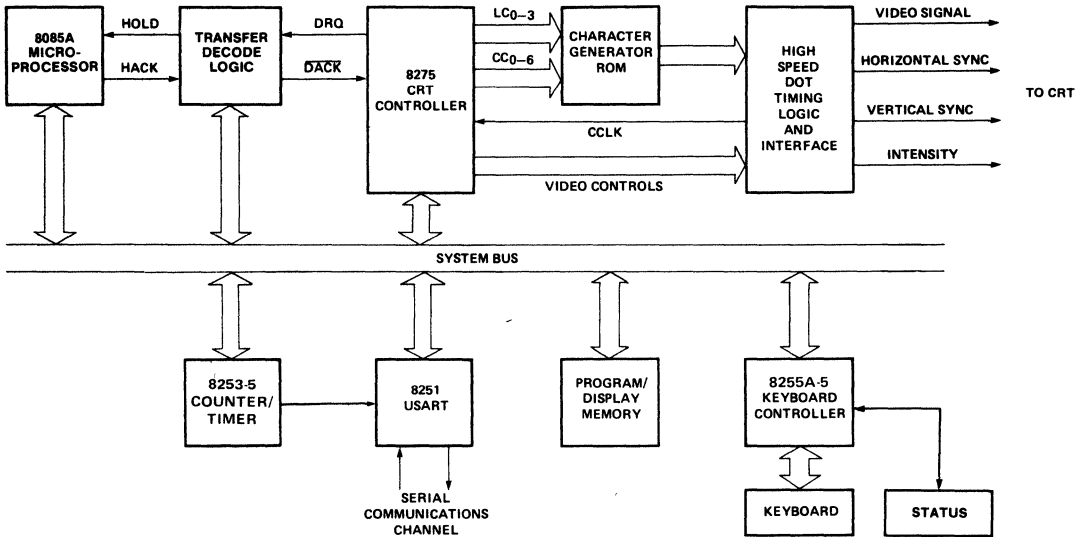 8085A
MICRO-
PROCESSOR
HOLD
HACK
TRANSFER
DECODE
LOGIC
DRQ
DACK
8275
CRT
CONTROLLER
LC0–3
CC0–6
CHARACTER
GENERATOR
ROM
CCLK
VIDEO CONTROLS
HIGH
SPEED
DOT
TIMING
LOGIC
AND
INTERFACE
VIDEO SIGNAL
HORIZONTAL SYNC
VERTICAL SYNC
INTENSITY
TO CRT
SYSTEM BUS
8253-5
COUNTER/
TIMER
8251
USART
SERIAL
COMMUNICATIONS
CHANNEL
PROGRAM/
DISPLAY
MEMORY
8255A-5
KEYBOARD
CONTROLLER
KEYBOARD
STATUS